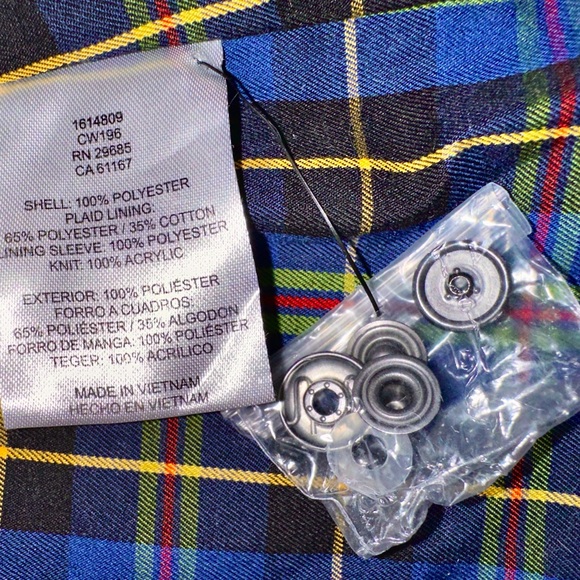 1614809
CW196
RN 29685
CA 61167
SHELL: 100% POLYESTER
PLAID LINING:
65% POLYESTER / 35% COTTON
LINING SLEEVE: 100% POLYESTER
KNIT: 100% ACRYLIC
EXTERIOR: 100% POLIÉSTER
FORRO A CUADROS:
65% POLIÉSTER / 35% ALGODON
FORRO DE MANGA: 100% POLIÉSTER
TEGER: 100% ACRÍLICO
MADE IN VIETNAM
HECHO EN VIETNAM